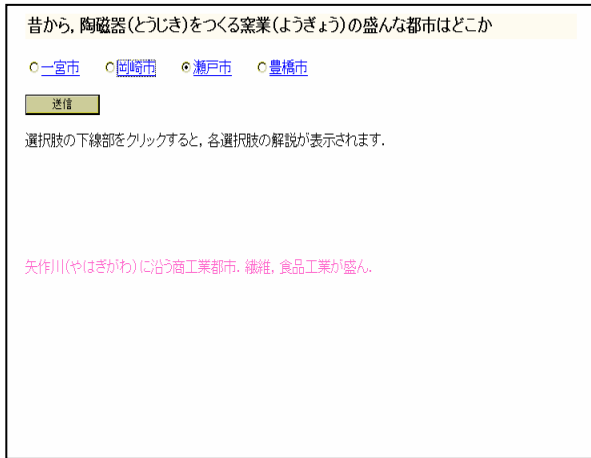 昔から, 陶磁器(とうじき)をつくる窯業(ようぎょう)の盛んな都市はどこか
一宮市 岡崎市 瀬戸市 豊橋市
送信
選択肢の下線部をクリックすると, 各選択肢の解説が表示されます.
矢作川(やはぎがわ)に沿う商工業都市. 繊維, 食品工業が盛ん.